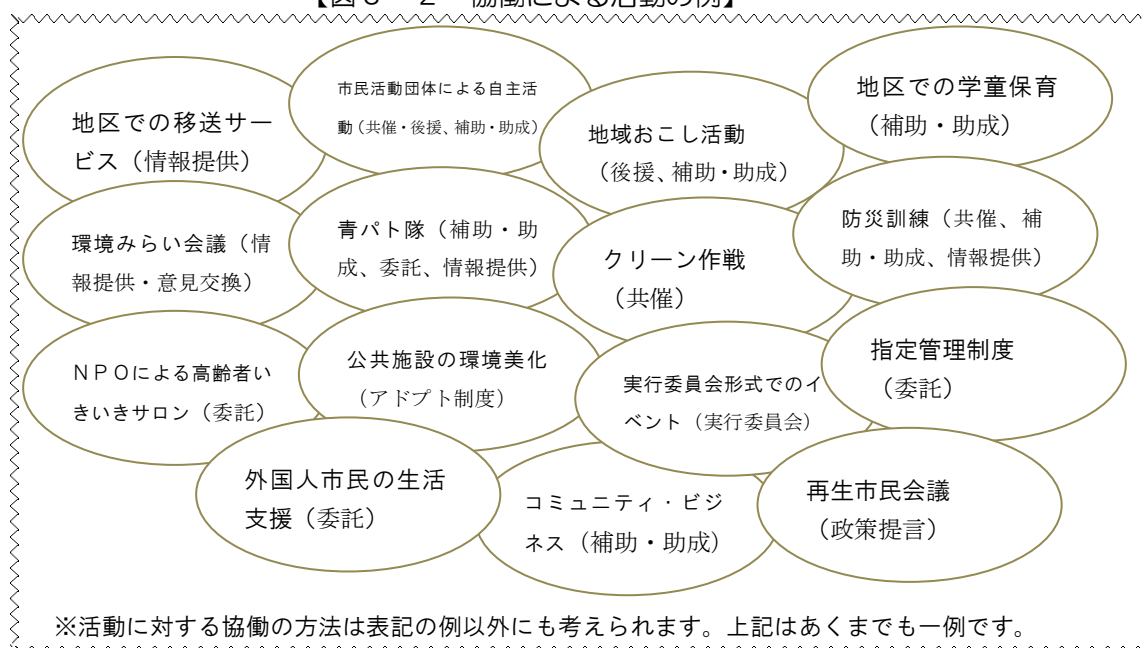 【図３－２　協働による活動の例】
地区での移送サー
ビス（情報提供）
市民活動団体による自主活
動（共催・後援、補助・助成）
地域おこし活動
（後援、補助・助成）
地区での学童保育
（補助・助成）
環境みらい会議（情
報提供・意見交換）
青パト隊（補助・助
成、委託、情報提供）
クリーン作戦
（共催）
防災訓練（共催、補
助・助成、情報提供）
ＮＰＯによる高齢者い
きいきサロン（委託）
公共施設の環境美化
（アドプト制度）
実行委員会形式でのイ
ベント（実行委員会）
指定管理制度
（委託）
外国人市民の生活
支援（委託）
コミュニティ・ビジ
ネス（補助・助成）
再生市民会議
（政策提言）
※活動に対する協働の方法は表記の例以外にも考えられます。上記はあくまでも一例です。